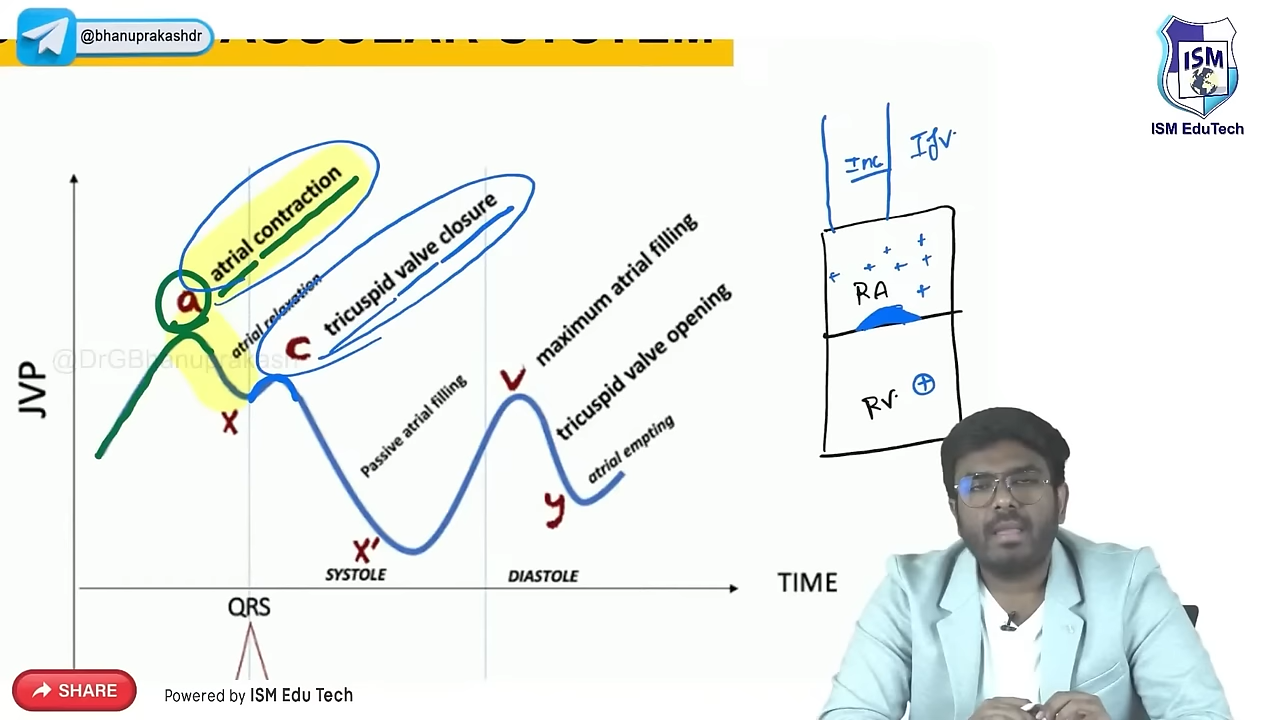 @bhanuprakashdr
ISM
ISM EduTech
atrial contraction
a
atrial relaxation
tricuspid valve closure
c
@DrGBhanuprakash
x
JVP
Passive atrial filling
maximum atrial filling
v
tricuspid valve opening
atrial empting
y
x'
SYSTOLE
DIASTOLE
TIME
QRS
Inc
RA
RV
SHARE
Powered by ISM Edu Tech